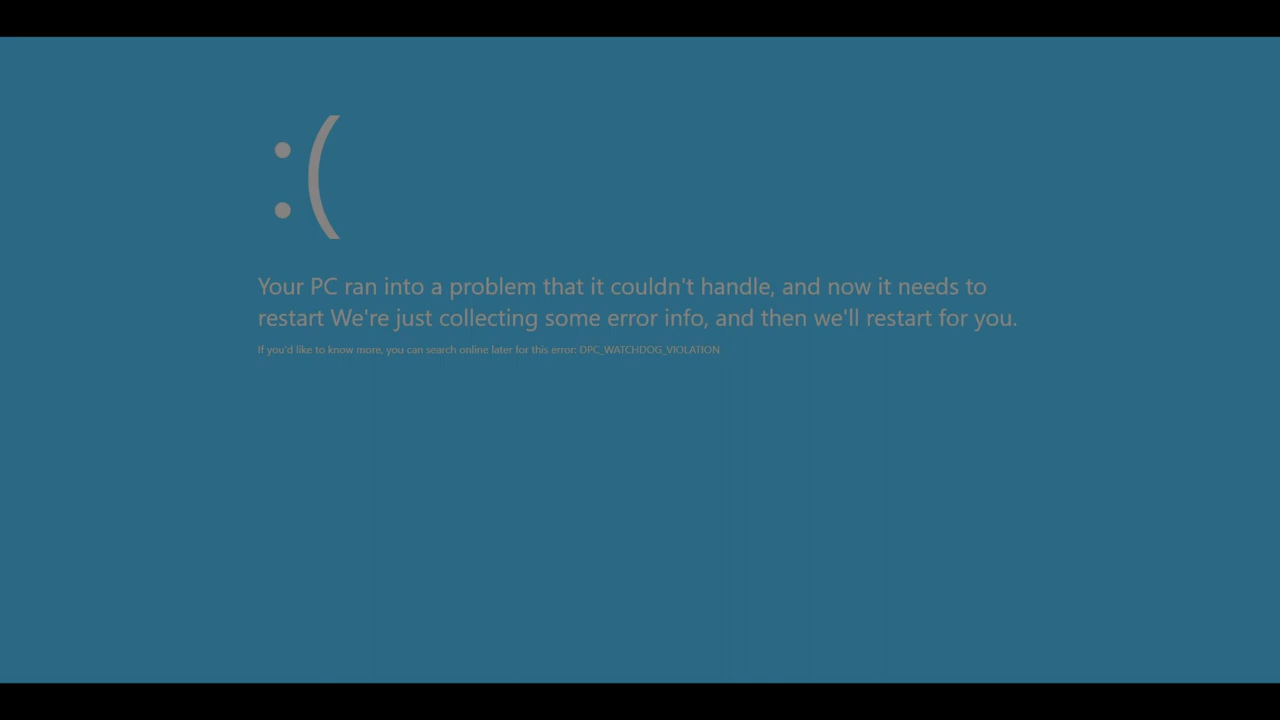 :(
Your PC ran into a problem that it couldn't handle, and now it needs to
restart We're just collecting some error info, and then we'll restart for you.
If you'd like to know more, you can search online later for this error: DPC_WATCHDOG_VIOLATION